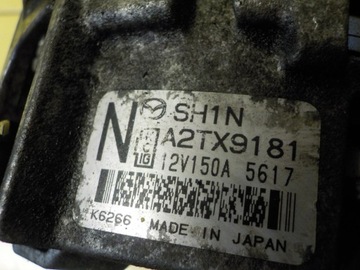 SH1N
N
A2TX9181
12V150A 5617
K6266 MADE IN JAPAN